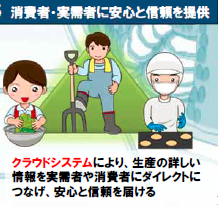 消費者・実需者に安心と信頼を提供
クラウドシステムにより、生産の詳しい
情報を実需者や消費者にダイレクトに
つなげ、安心と信頼を届ける